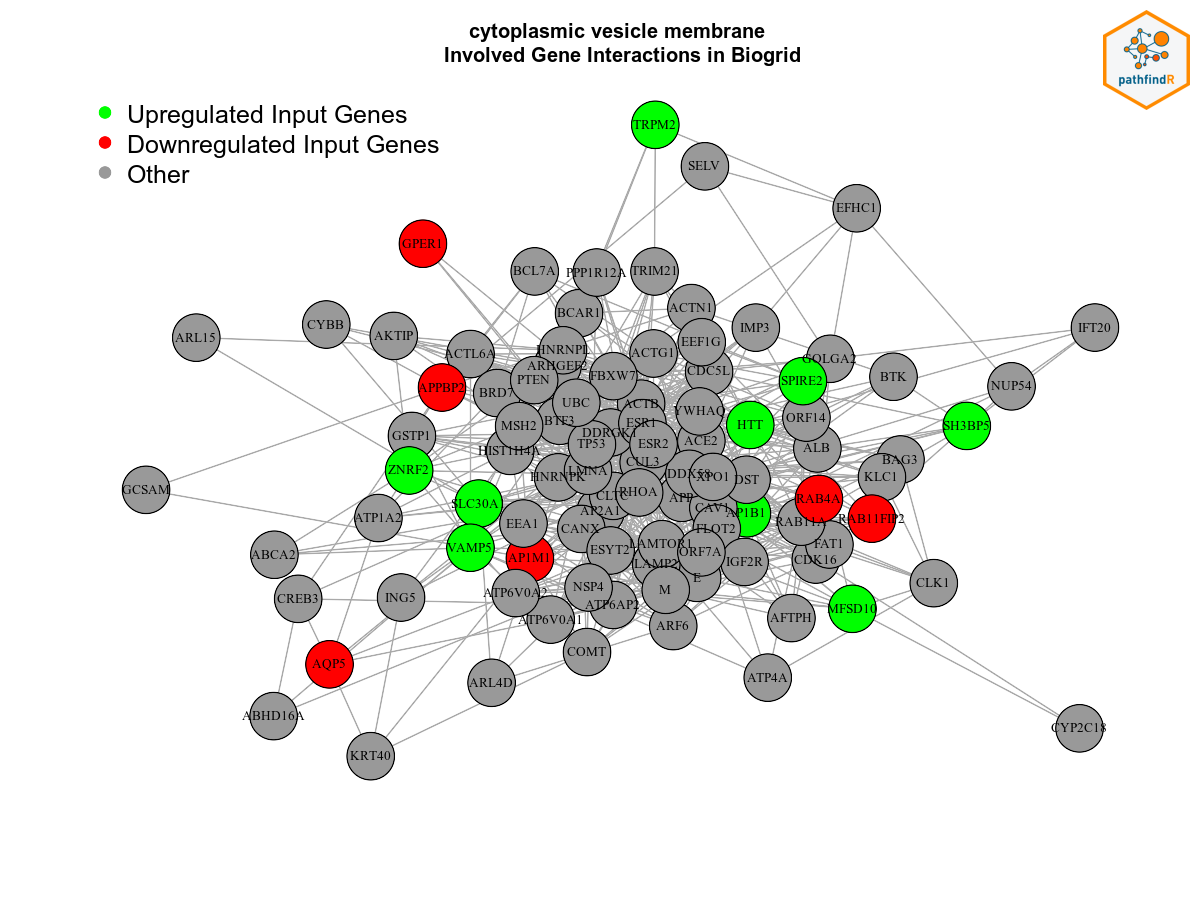 cytoplasmic vesicle membrane
Involved Gene Interactions in Biogrid
pathfindR
Upregulated Input Genes
Downregulated Input Genes
Other
TRPM2
SELV
EFHC1
GPER1
BCL7A
PPP1R12A
TRIM21
ACTN1
BCAR1
CYBB
AKTIP
ARL15
IMP3
IFT20
EEF1G
HNRNPL
ACTL6A
ACTG1
ARHGEF2
GOLGA2
CDC5L
FBXW7
PTEN
BTK
SPIRE2
NUP54
APPBP2
BRD7
UBC
ACTB
YWHAQ
ORF14
BTF3
ESR1
HTT
MSH2
SH3BP5
DDRGK1
GSTP1
TP53
ESR2
ACE2
ALB
HIST1H4A
BAG3
CUL3
ZNRF2
LMNA
HNRNPK
DDX58
XPO1
DST
KLC1
GCSAM
RHOA
CLTC
APP
RAB4A
SLC30A
CAV1
AP2A1
AP1B1
ATP1A2
RAB11FIP2
EEA1
CANX
FLOT2
RAB11A
LAMTOR1
FAT1
VAMP5
ESYT2
ORF7A
ABCA2
AP1M1
LAMP2
IGF2R
CDK16
E
CLK1
NSP4
M
ATP6V0A2
CREB3
ING5
ATP6AP2
MFSD10
ATP6V0A1
AFTPH
ARF6
COMT
AQP5
ARL4D
ATP4A
ABHD16A
CYP2C18
KRT40